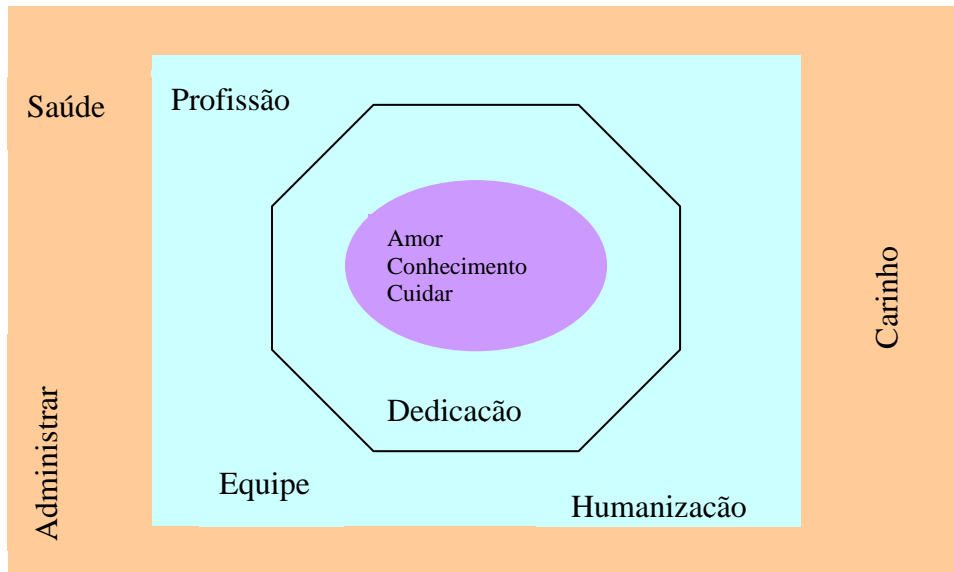 Saúde
Profissão
Amor
Conhecimento
Cuidar
Carinho
Dedicacão
Administrar
Equipe
Humanizacão